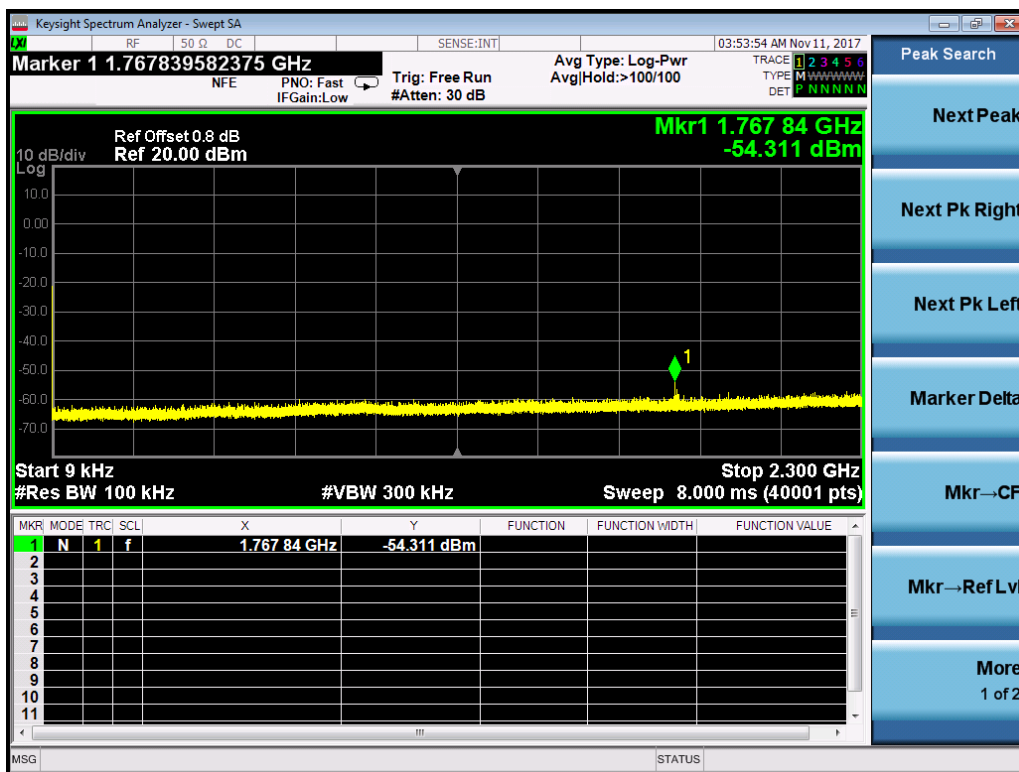 Keysight Spectrum Analyzer - Swept SA
LXI RF 50 Ω DC SENSE:INT 03:53:54 AM Nov 11, 2017
Marker 1 1.767839582375 GHz
NFE
PNO: Fast
IFGain:Low
Trig: Free Run
#Atten: 30 dB
Avg Type: Log-Pwr
Avg|Hold:>100/100
TRACE 1 2 3 4 5 6
TYPE M W W W W W
DET P N N N N N
Mkr1 1.767 84 GHz
-54.311 dBm
Ref Offset 0.8 dB
10 dB/div Ref 20.00 dBm
Log
10.0
0.00
-10.0
-20.0
-30.0
-40.0
-50.0
-60.0
-70.0
1
Start 9 kHz Stop 2.300 GHz
#Res BW 100 kHz #VBW 300 kHz Sweep 8.000 ms (40001 pts)
MKR MODE TRC SCL X Y FUNCTION FUNCTION WIDTH FUNCTION VALUE
1 N 1 f 1.767 84 GHz -54.311 dBm
2
3
4
5
6
7
8
9
10
11
MSG STATUS
Peak Search
Next Peak
Next Pk Right
Next Pk Left
Marker Delta
Mkr→CF
Mkr→Ref Lvl
More
1 of 2